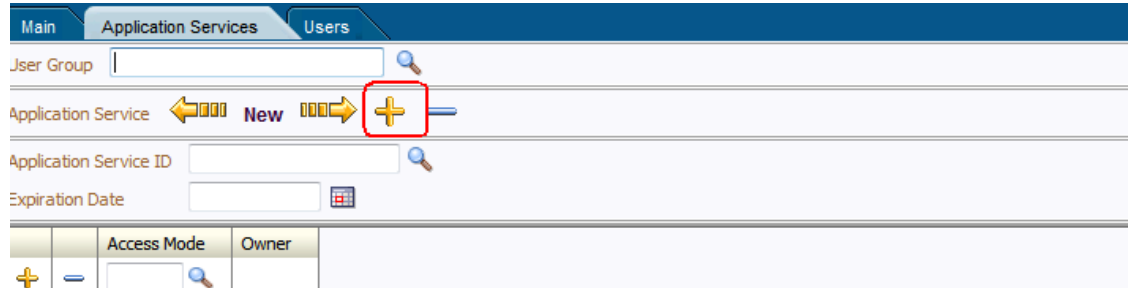 Main Application Services Users
User Group
Application Service New
Application Service ID
Expiration Date
Access Mode Owner